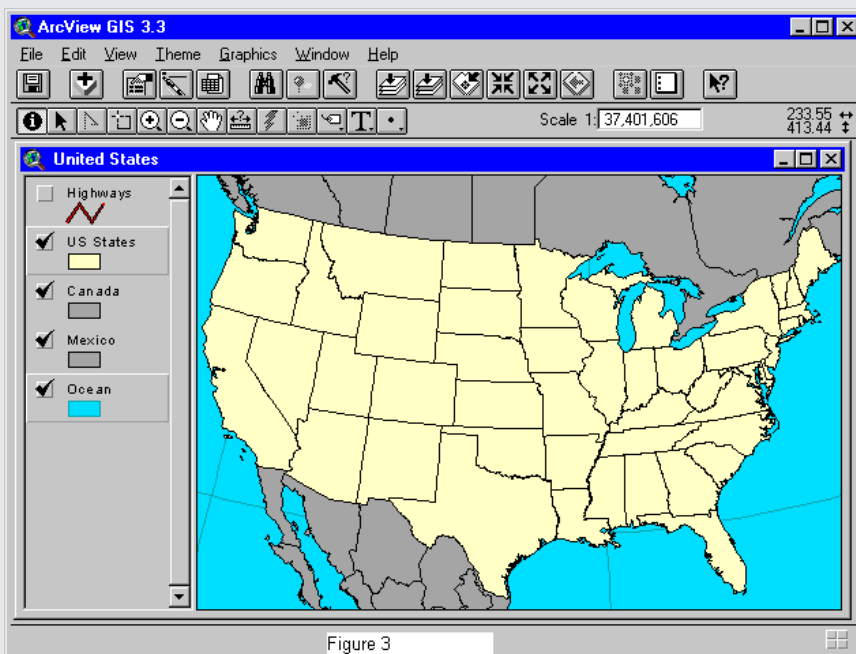 ArcView GIS 3.3
File Edit View Theme Graphics Window Help
T
Scale 1: 37,401,606
233.55
413.44
United States
Highways
US States
Canada
Mexico
Ocean
Figure 3